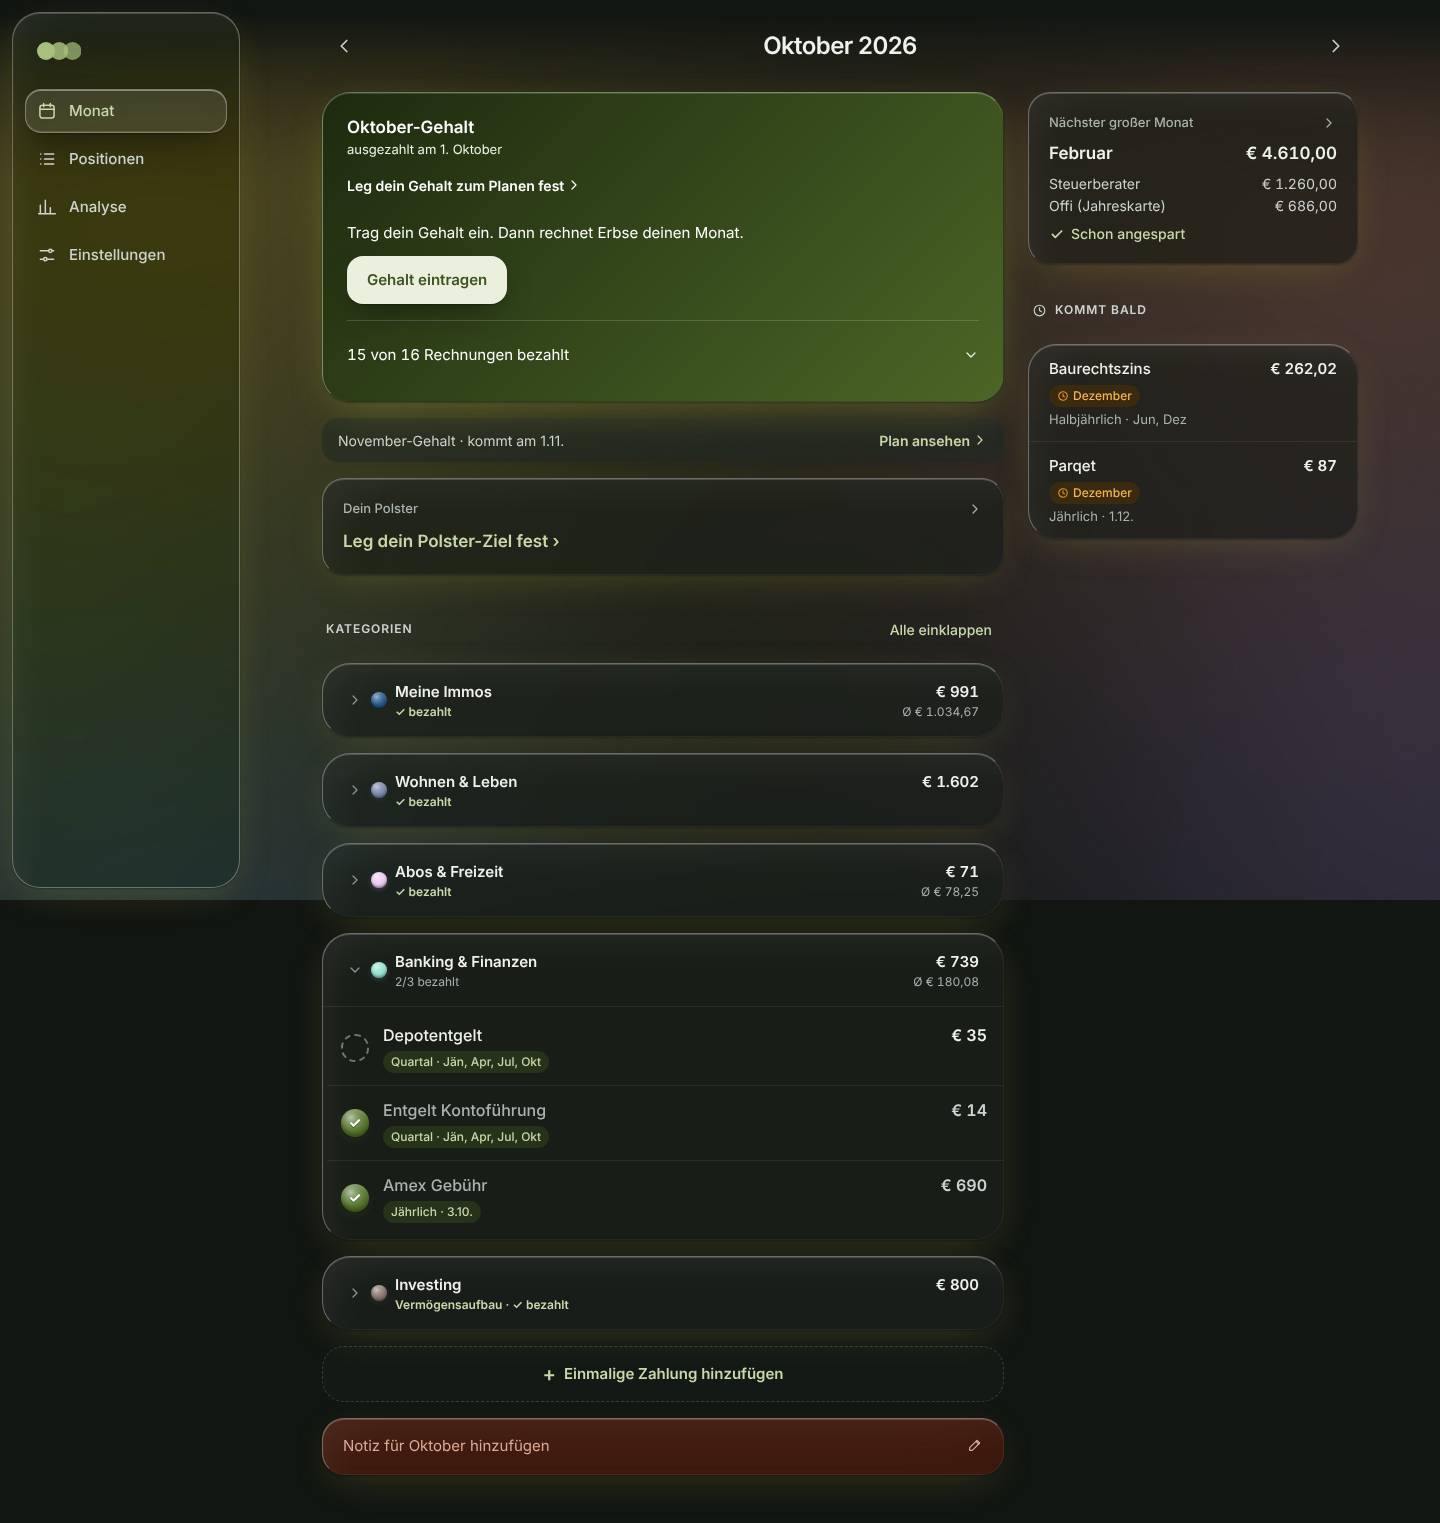 Oktober 2026
Monat
Positionen
Analyse
Einstellungen
Oktober-Gehalt
ausgezahlt am 1. Oktober
Leg dein Gehalt zum Planen fest
Trag dein Gehalt ein. Dann rechnet Erbse deinen Monat.
Gehalt eintragen
15 von 16 Rechnungen bezahlt
November-Gehalt · kommt am 1.11.
Plan ansehen
Dein Polster
Leg dein Polster-Ziel fest ›
KATEGORIEN
Alle einklappen
Meine Immos € 991
✓ bezahlt Ø € 1.034,67
Wohnen & Leben € 1.602
✓ bezahlt
Abos & Freizeit € 71
✓ bezahlt Ø € 78,25
Banking & Finanzen € 739
2/3 bezahlt Ø € 180,08
Depotentgelt € 35
Quartal · Jän, Apr, Jul, Okt
Entgelt Kontoführung € 14
Quartal · Jän, Apr, Jul, Okt
Amex Gebühr € 690
Jährlich · 3.10.
Investing € 800
Vermögensaufbau · ✓ bezahlt
+ Einmalige Zahlung hinzufügen
Notiz für Oktober hinzufügen
Nächster großer Monat
Februar € 4.610,00
Steuerberater € 1.260,00
Offi (Jahreskarte) € 686,00
✓ Schon angespart
KOMMT BALD
Baurechtszins € 262,02
Dezember
Halbjährlich · Jun, Dez
Parqet € 87
Dezember
Jährlich · 1.12.